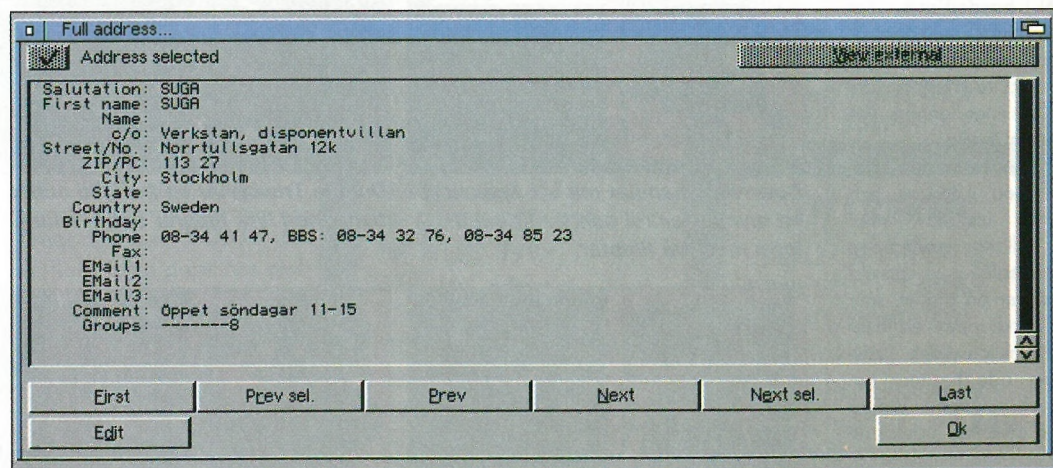 Full address...
Address selected
View external
Salutation: SUGA
First name: SUGA
Name:
c/o: Verkstan, disponentvillan
Street/No.: Norrtullsgatan 12k
ZIP/PC: 113 27
City: Stockholm
State:
Country: Sweden
Birthday:
Phone: 08-34 41 47, BBS: 08-34 32 76, 08-34 85 23
Fax:
EMail1:
EMail2:
EMail3:
Comment: Öppet söndagar 11-15
Groups: -------8
First Prev sel. Prev Next Next sel. Last
Edit Ok